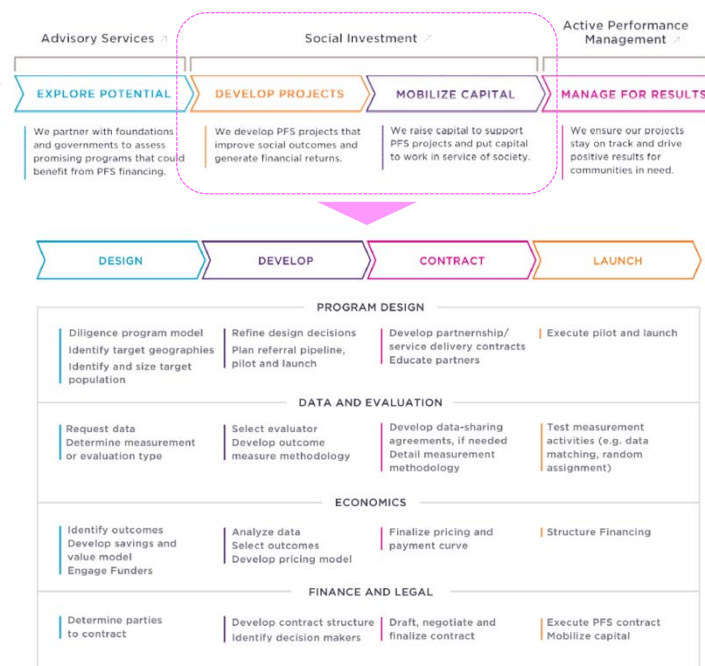 Advisory Services ↗
Social Investment ↗
Active Performance
Management ↗
EXPLORE POTENTIAL
DEVELOP PROJECTS
MOBILIZE CAPITAL
MANAGE FOR RESULTS
We partner with foundations
and governments to assess
promising programs that could
benefit from PFS financing.
We develop PFS projects that
improve social outcomes and
generate financial returns.
We raise capital to support
PFS projects and put capital
to work in service of society.
We ensure our projects
stay on track and drive
positive results for
communities in need.
DESIGN
DEVELOP
CONTRACT
LAUNCH
PROGRAM DESIGN
Diligence program model
Identify target geographies
Identify and size target
population
Refine design decisions
Plan referral pipeline,
pilot and launch
Develop partnership/
service delivery contracts
Educate partners
Execute pilot and launch
DATA AND EVALUATION
Request data
Determine measurement
or evaluation type
Select evaluator
Develop outcome
measure methodology
Develop data-sharing
agreements, if needed
Detail measurement
methodology
Test measurement
activities (e.g. data
matching, random
assignment)
ECONOMICS
Identify outcomes
Develop savings and
value model
Engage Funders
Analyze data
Select outcomes
Develop pricing model
Finalize pricing and
payment curve
Structure Financing
FINANCE AND LEGAL
Determine parties
to contract
Develop contract structure
Identify decision makers
Draft, negotiate and
finalize contract
Execute PFS contract
Mobilize capital